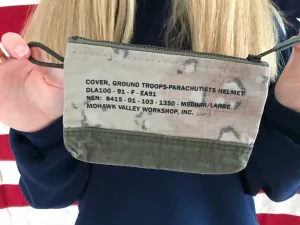 COVER, GROUND TROOPS-PARACHUTISTS HELMET
DLA100 - 91 - F - EA91
NSN: 8415 - 01 - 103 - 1350 - MEDIUM/LARGE
MOHAWK VALLEY WORKSHOP, INC.